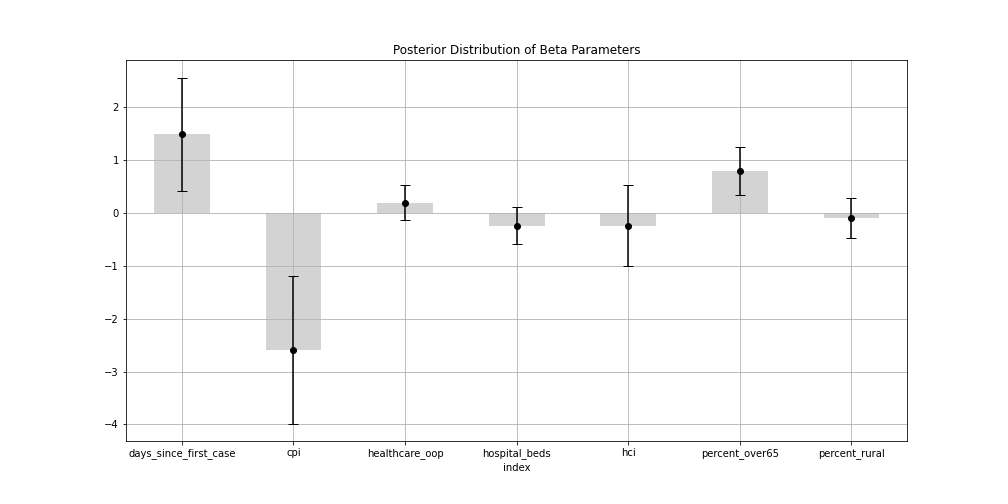 Posterior Distribution of Beta Parameters
2
1
0
−1
−2
−3
−4
days_since_first_case cpi healthcare_oop hospital_beds hci percent_over65 percent_rural
index